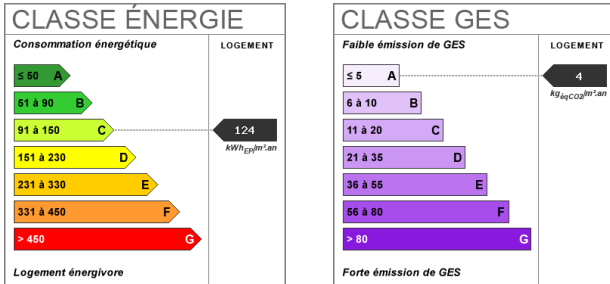 CLASSE ÉNERGIE
Consommation énergétique
LOGEMENT
≤ 50 A
51 à 90 B
91 à 150 C
124
kWhEP/m².an
151 à 230 D
231 à 330 E
331 à 450 F
> 450 G
Logement énergivore
CLASSE GES
Faible émission de GES
LOGEMENT
≤ 5 A
4
kgéqCO2/m².an
6 à 10 B
11 à 20 C
21 à 35 D
36 à 55 E
56 à 80 F
> 80 G
Forte émission de GES